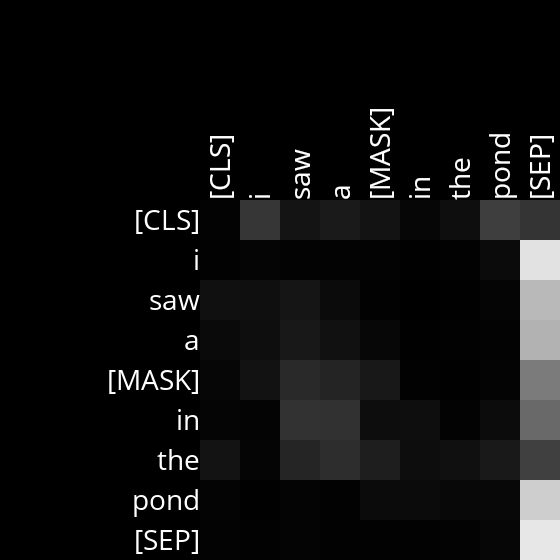 [CLS] i saw a [MASK] in the pond [SEP]
[CLS]
i
saw
a
[MASK]
in
the
pond
[SEP]